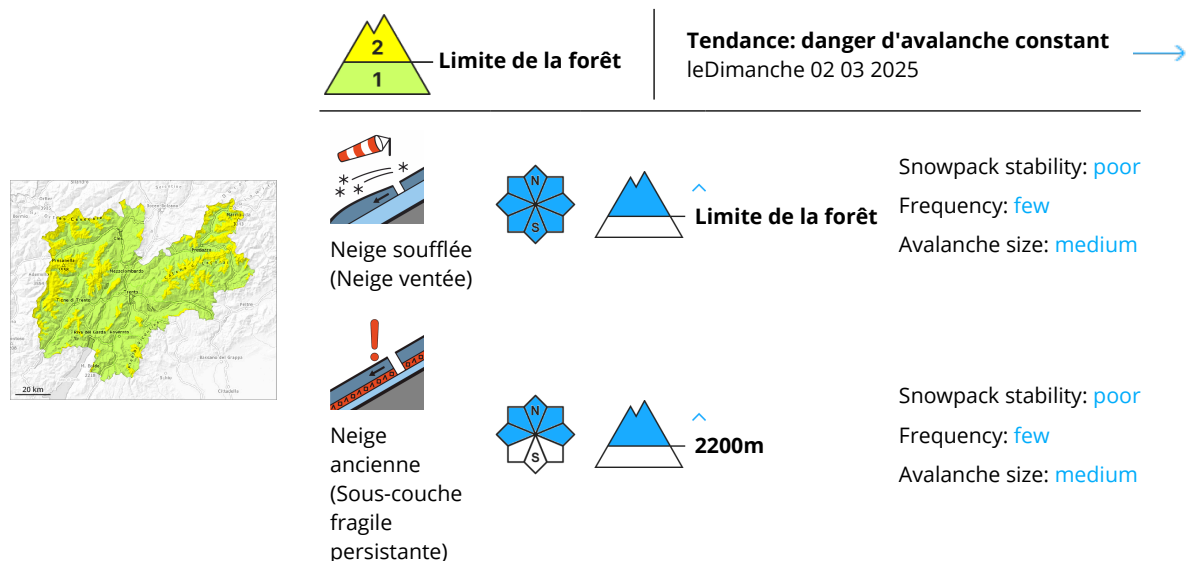 2
1
Limite de la forêt
Tendance: danger d'avalanche constant
leDimanche 02 03 2025
20 km
Trento
N
S
Neige soufflée
(Neige ventée)
Limite de la forêt
Snowpack stability: poor
Frequency: few
Avalanche size: medium
N
S
Neige
ancienne
(Sous-couche
fragile
persistante)
2200m
Snowpack stability: poor
Frequency: few
Avalanche size: medium